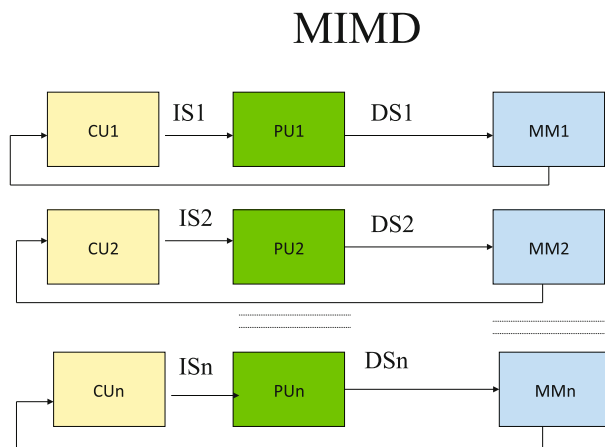 MIMD
CU1 IS1 PU1 DS1 MM1
CU2 IS2 PU2 DS2 MM2
CUn ISn PUn DSn MMn